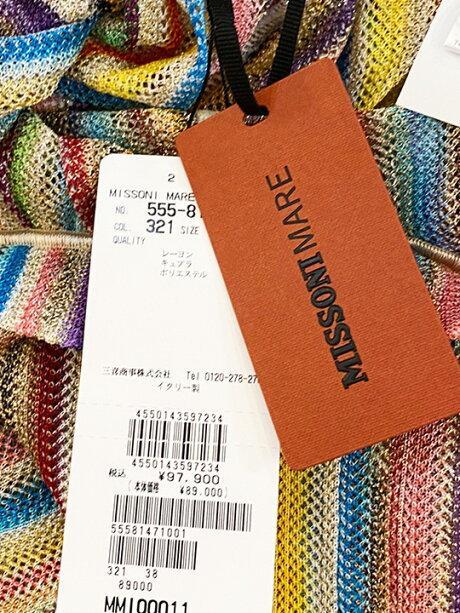 MISSONI MARE
2
MISSONI MARE
NO. 555-81
COL. 321 SIZE
QUALITY
レーヨン
キュプラ
ポリエステル
三喜商事株式会社 Tel 0120-278-27
イタリー製
4550143597234
4550143597234
税込 ¥97,900
(本体価格 ¥89,000)
55581471001
321 38
89000
MMI00011